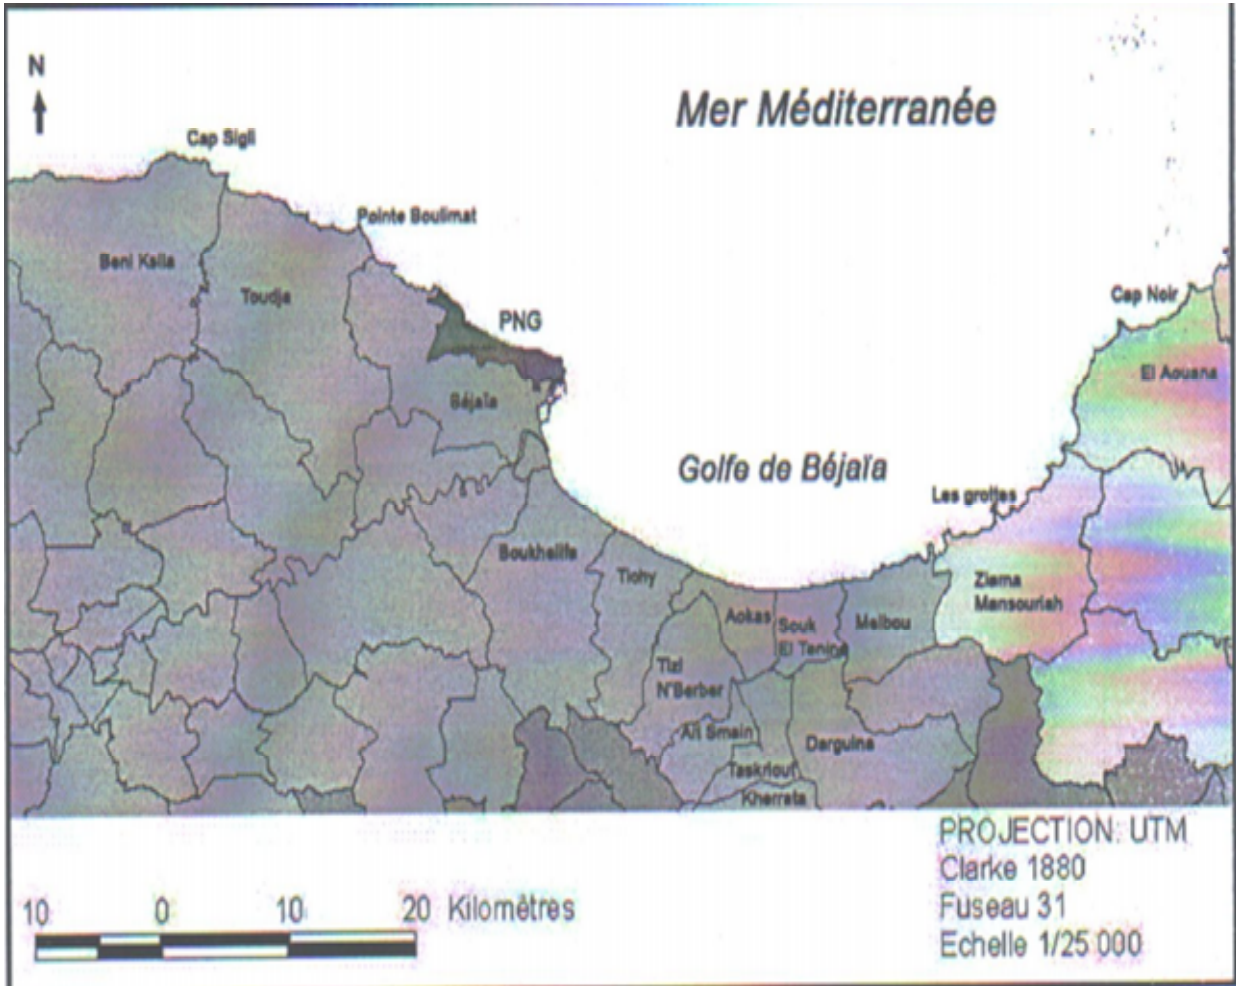 N
Mer Méditerranée
Cap Sigli
Pointe Boulimat
Beni Ksila
Toudja
Cap Noir
PNG
El Aouana
Béjaïa
Golfe de Béjaïa
Les grottes
Boukhelifa
Tichy
Ziama
Mansouriah
Aokas
Souk
El Tenine
Melbou
Tizi
N'Berber
Ait Smain
Darguina
Taskriout
Kherrata
PROJECTION: UTM
Clarke 1880
Fuseau 31
Echelle 1/25 000
10 0 10 20 Kilomètres